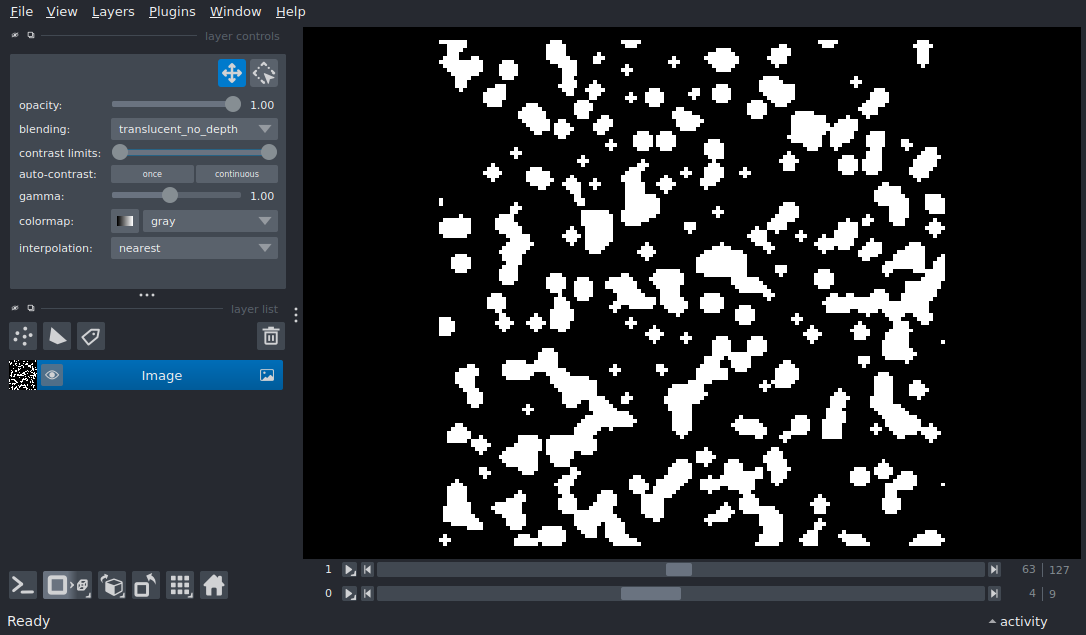 File View Layers Plugins Window Help
layer controls
opacity: 1.00
blending: translucent_no_depth
contrast limits:
auto-contrast: once continuous
gamma: 1.00
colormap: gray
interpolation: nearest
layer list
Image
1 63 127
0 4 9
Ready activity